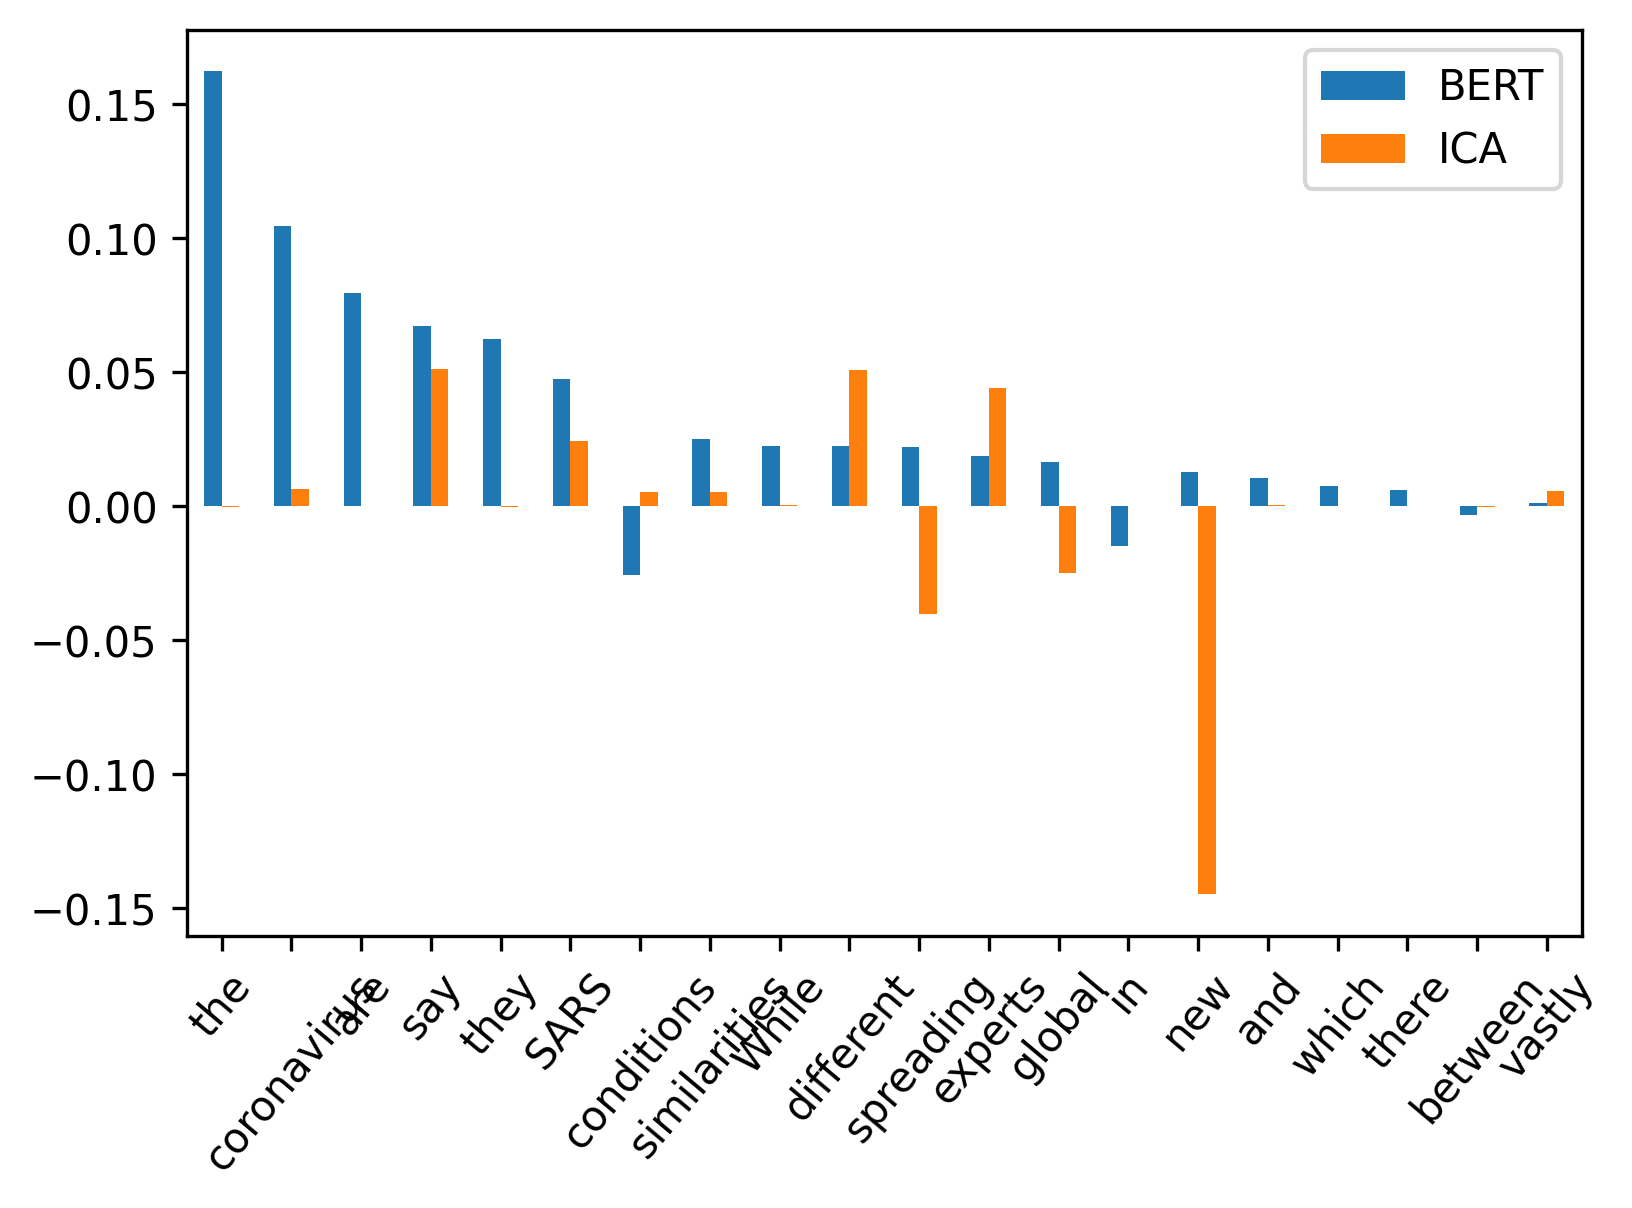 BERT
ICA
0.15
0.10
0.05
0.00
−0.05
−0.10
−0.15
the
coronavirus
are
say
they
SARS
conditions
similarities
While
different
spreading
experts
global
in
new
and
which
there
between
vastly